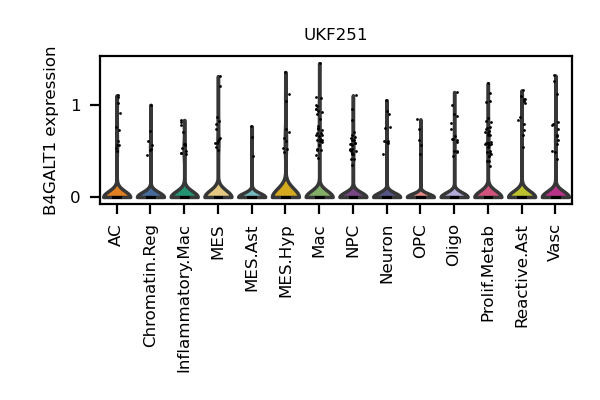 UKF251
B4GALT1 expression
1
0
AC
Chromatin.Reg
Inflammatory.Mac
MES
MES.Ast
MES.Hyp
Mac
NPC
Neuron
OPC
Oligo
Prolif.Metab
Reactive.Ast
Vasc